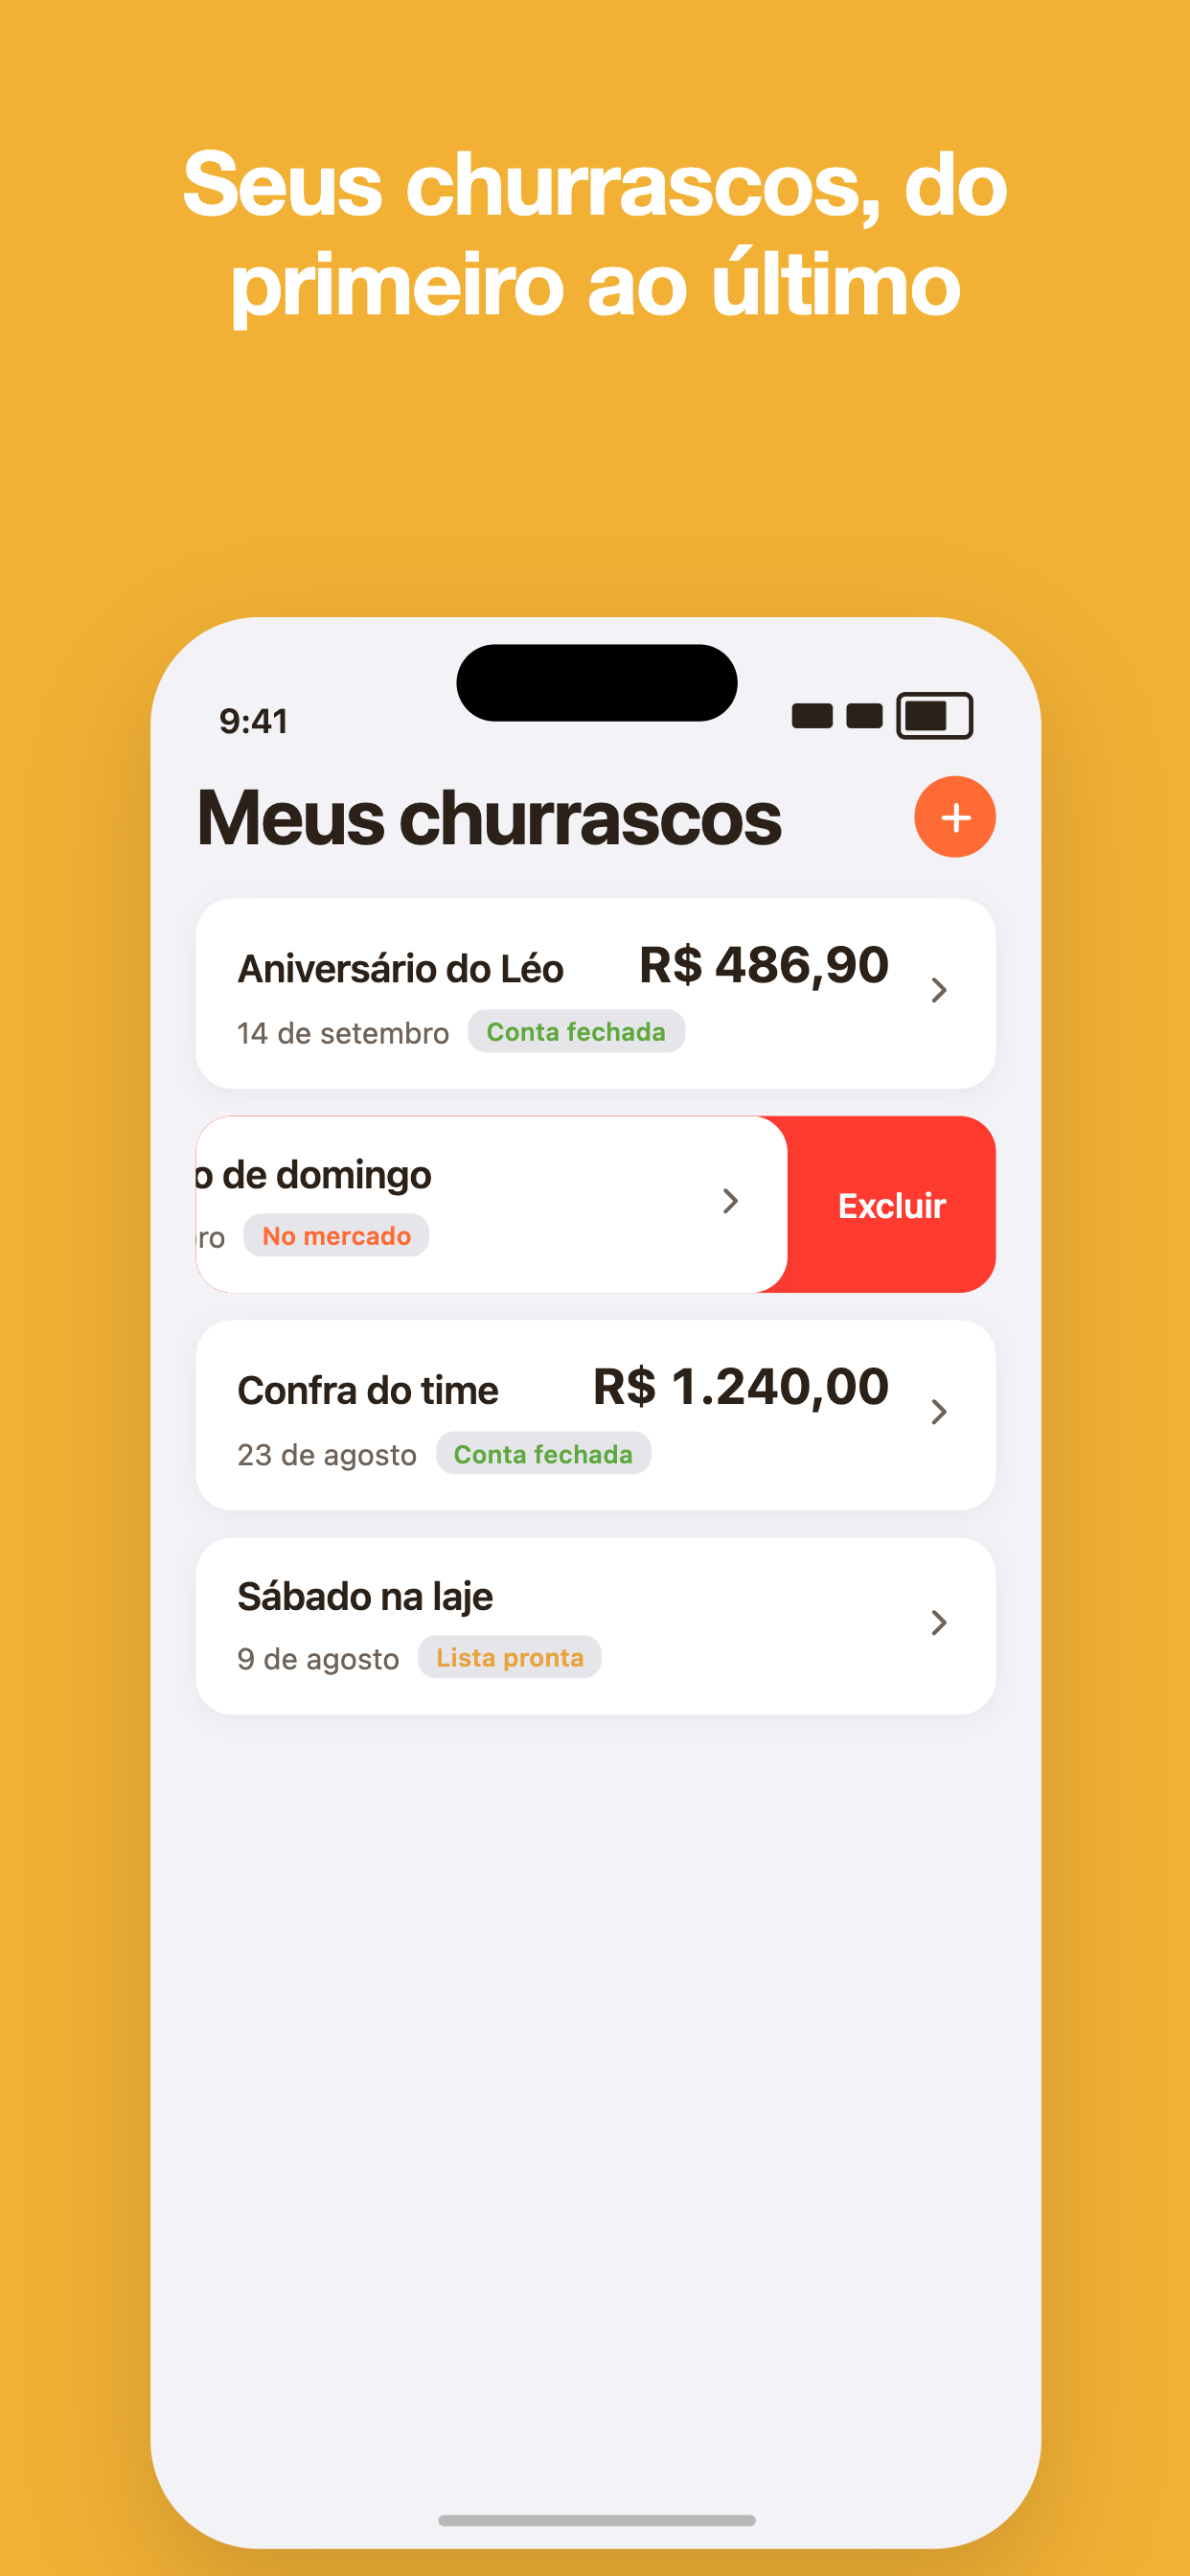 Seus churrascos, do
primeiro ao último
9:41
Meus churrascos
Aniversário do Léo R$ 486,90
14 de setembro Conta fechada
o de domingo
No mercado
Excluir
Confra do time R$ 1.240,00
23 de agosto Conta fechada
Sábado na laje
9 de agosto Lista pronta